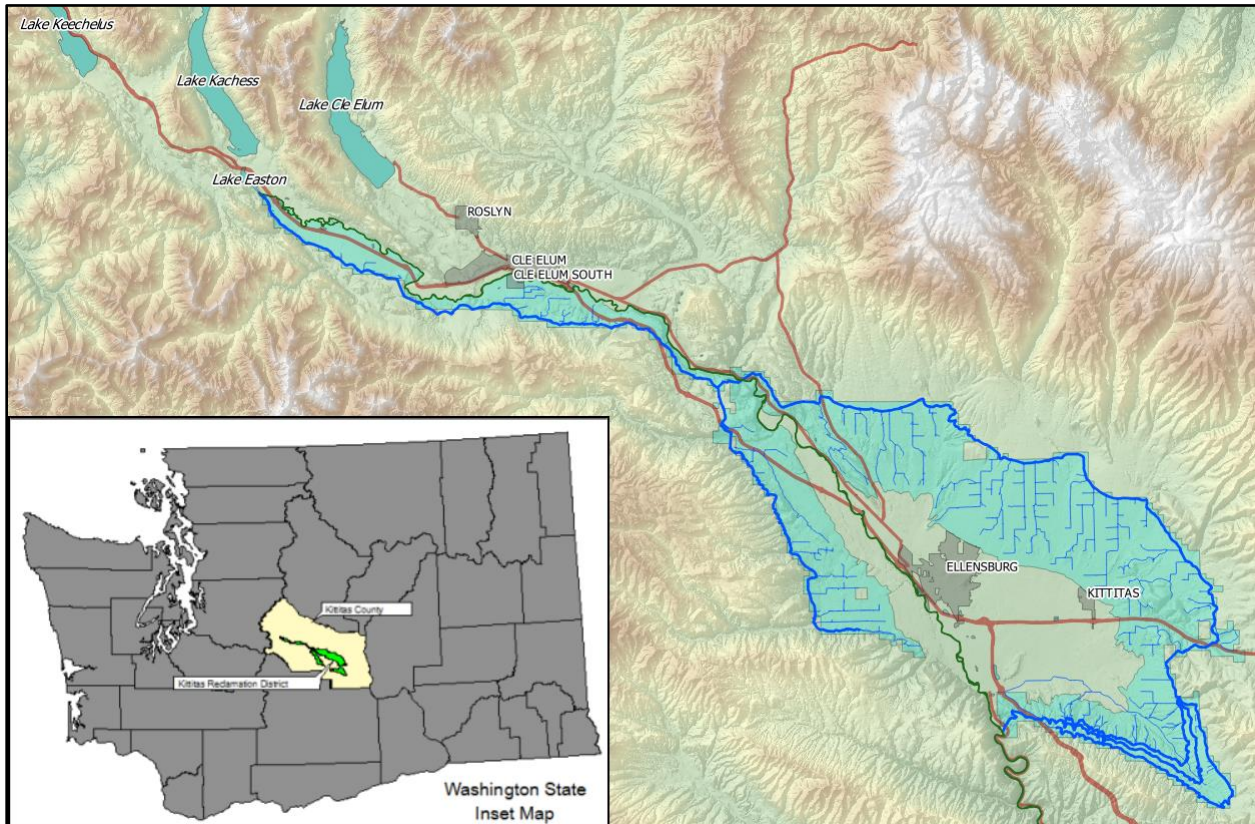 Lake Keechelus
Lake Kachess
Lake Cle Elum
Lake Easton
ROSLYN
CLE ELUM
CLE ELUM SOUTH
ELLENSBURG
KITTITAS
Kittitas County
Kittitas Reclamation District
Washington State
Inset Map